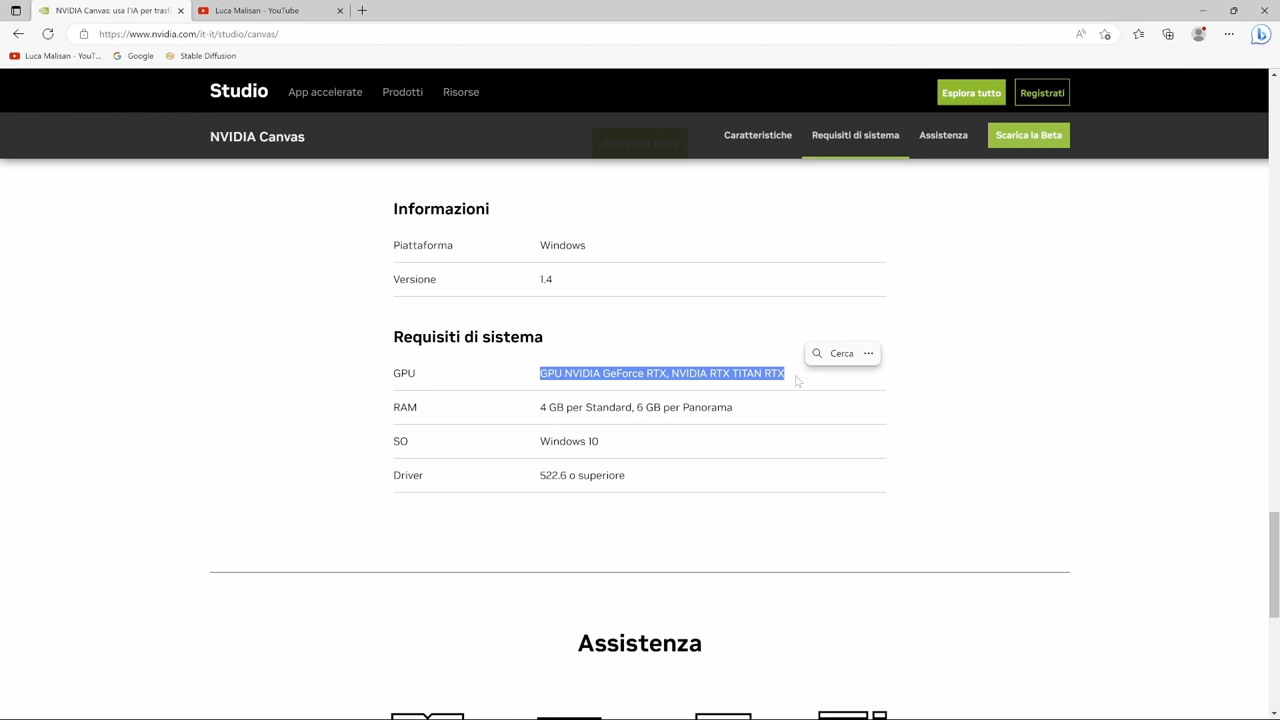 NVIDIA Canvas: usa l'IA per trasf
Luca Malisan - YouTube
https://www.nvidia.com/it-it/studio/canvas/
Luca Malisan - YouT...
Google
Stable Diffusion
Studio
App accelerate
Prodotti
Risorse
Esplora tutto
Registrati
NVIDIA Canvas
Scarica la Beta
Caratteristiche
Requisiti di sistema
Assistenza
Scarica la Beta
Informazioni
Piattaforma Windows
Versione 1.4
Requisiti di sistema
Cerca
GPU GPU NVIDIA GeForce RTX, NVIDIA RTX TITAN RTX
RAM 4 GB per Standard, 6 GB per Panorama
SO Windows 10
Driver 522.6 o superiore
Assistenza